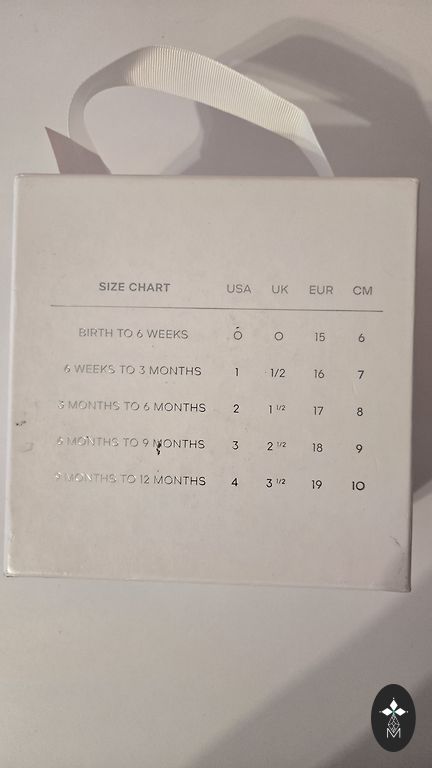 SIZE CHART USA UK EUR CM
BIRTH TO 6 WEEKS 0 0 15 6
6 WEEKS TO 3 MONTHS 1 1/2 16 7
3 MONTHS TO 6 MONTHS 2 1 1/2 17 8
6 MONTHS TO 9 MONTHS 3 2 1/2 18 9
9 MONTHS TO 12 MONTHS 4 3 1/2 19 10
M